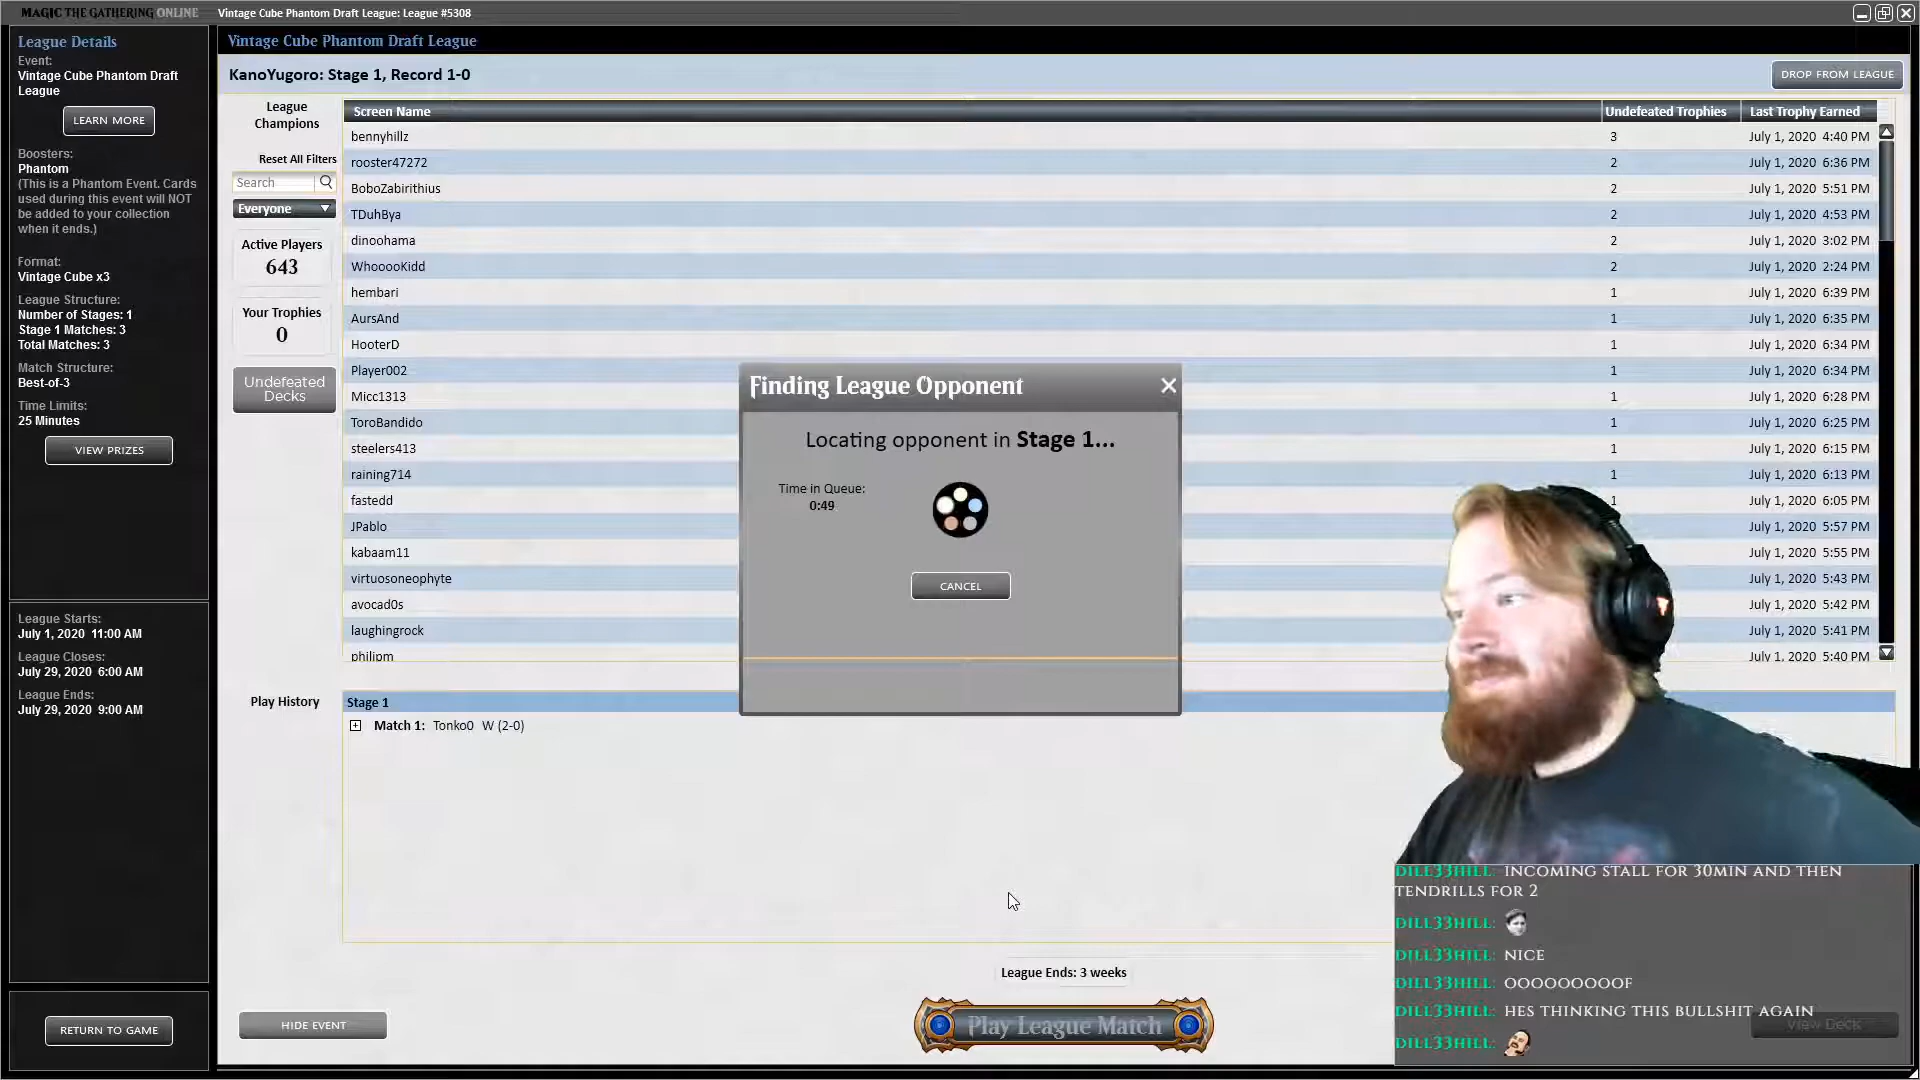 MAGIC THE GATHERING ONLINE
Vintage Cube Phantom Draft League: League #5308
League Details
Event:
Vintage Cube Phantom Draft
League
LEARN MORE
Boosters:
Phantom
(This is a Phantom Event. Cards
used during this event will NOT
be added to your collection
when it ends.)
Format:
Vintage Cube x3
League Structure:
Number of Stages: 1
Stage 1 Matches: 3
Total Matches: 3
Match Structure:
Best-of-3
Time Limits:
25 Minutes
VIEW PRIZES
League Starts:
July 1, 2020 11:00 AM
League Closes:
July 29, 2020 6:00 AM
League Ends:
July 29, 2020 9:00 AM
RETURN TO GAME
Vintage Cube Phantom Draft League
KanoYugoro: Stage 1, Record 1-0
DROP FROM LEAGUE
League
Champions
Reset All Filters
Search
Everyone
Active Players
643
Your Trophies
0
Undefeated
Decks
Screen Name Undefeated Trophies Last Trophy Earned
bennyhillz 3 July 1, 2020 4:40 PM
rooster47272 2 July 1, 2020 6:36 PM
BoboZabirithius 2 July 1, 2020 5:51 PM
TDuhBya 2 July 1, 2020 4:53 PM
dinoohama 2 July 1, 2020 3:02 PM
WhooooKidd 2 July 1, 2020 2:24 PM
hembari 1 July 1, 2020 6:39 PM
AursAnd 1 July 1, 2020 6:35 PM
HooterD 1 July 1, 2020 6:34 PM
Player002 1 July 1, 2020 6:34 PM
Micc1313 1 July 1, 2020 6:28 PM
ToroBandido 1 July 1, 2020 6:25 PM
steelers413 1 July 1, 2020 6:15 PM
raining714 1 July 1, 2020 6:13 PM
fastedd 1 July 1, 2020 6:05 PM
JPablo July 1, 2020 5:57 PM
kabaam11 July 1, 2020 5:55 PM
virtuosoneophyte July 1, 2020 5:43 PM
avocad0s July 1, 2020 5:42 PM
laughingrock July 1, 2020 5:41 PM
philipm July 1, 2020 5:40 PM
Finding League Opponent
Locating opponent in Stage 1...
Time in Queue:
0:49
CANCEL
Play History
Stage 1
Match 1: Tonko0 W (2-0)
League Ends: 3 weeks
HIDE EVENT
Play League Match
View Deck
DILL33HILL: INCOMING STALL FOR 30MIN AND THEN
TENDRILLS FOR 2
DILL33HILL:
DILL33HILL: NICE
DILL33HILL: OOOOOOOOOF
DILL33HILL: HES THINKING THIS BULLSHIT AGAIN
DILL33HILL: